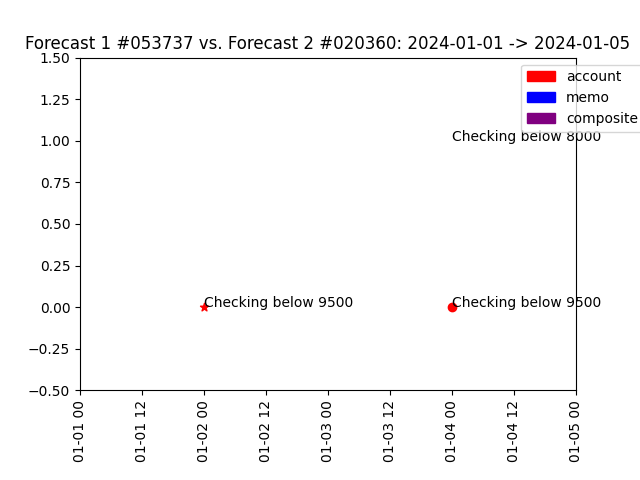 Forecast 1 #053737 vs. Forecast 2 #020360: 2024-01-01 -> 2024-01-05
account
memo
composite
1.50
1.25
1.00
0.75
0.50
0.25
0.00
−0.25
−0.50
Checking below 8000
Checking below 9500
Checking below 9500
01-01 00
01-01 12
01-02 00
01-02 12
01-03 00
01-03 12
01-04 00
01-04 12
01-05 00